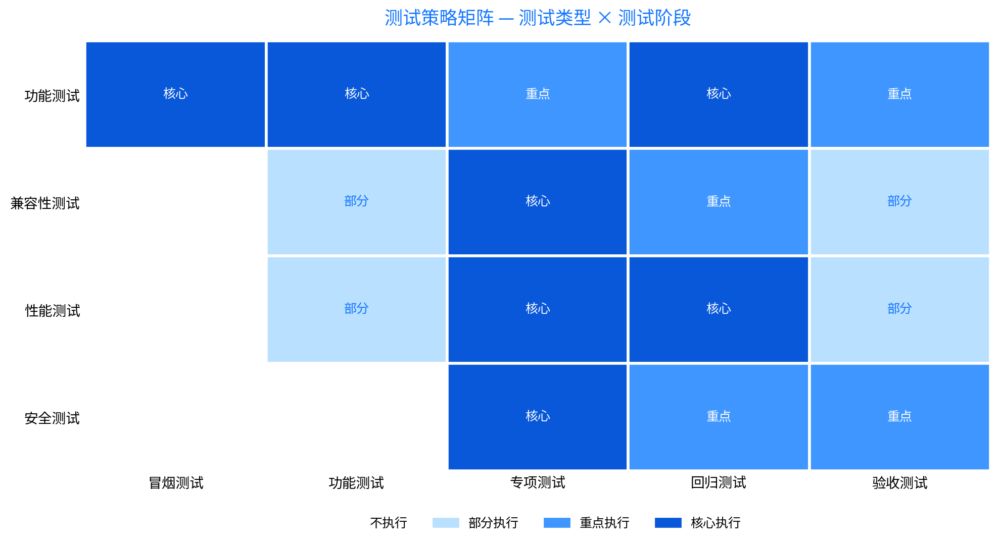 测试策略矩阵 — 测试类型 × 测试阶段
功能测试 核心 核心 重点 核心 重点
兼容性测试 部分 核心 重点 部分
性能测试 部分 核心 核心 部分
安全测试 核心 重点 重点
冒烟测试 功能测试 专项测试 回归测试 验收测试
不执行 部分执行 重点执行 核心执行